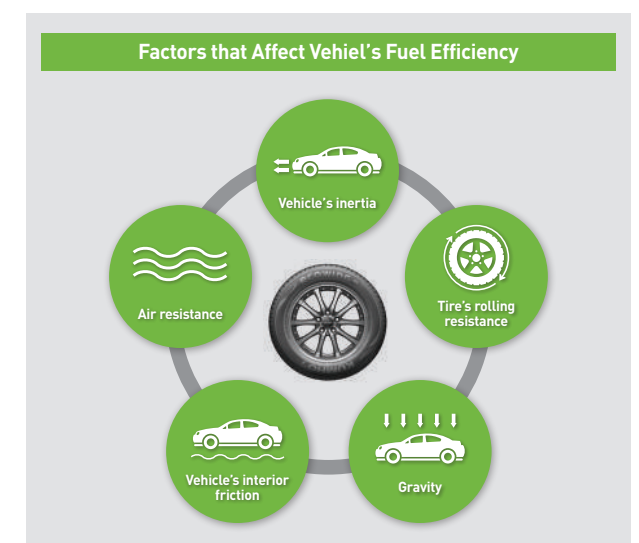 Factors that Affect Vehiel's Fuel Efficiency
Vehicle's inertia
Air resistance
Tire's rolling
resistance
Vehicle's interior
friction
Gravity